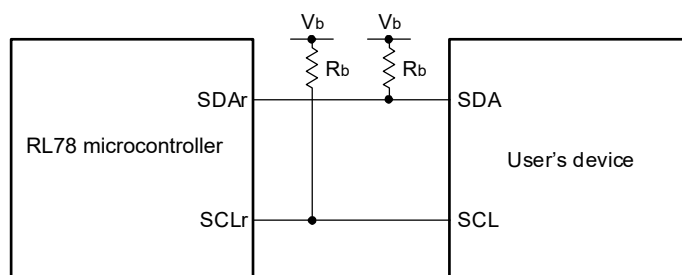 Vb Vb
Rb Rb
SDAr SDA
RL78 microcontroller
User’s device
SCLr SCL